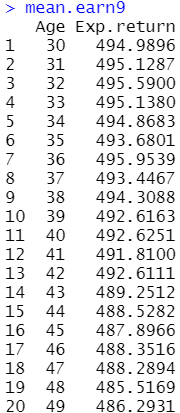 > mean.earn9
   Age Exp.return
1   30   494.9896
2   31   495.1287
3   32   495.5900
4   33   495.1380
5   34   494.8683
6   35   493.6801
7   36   495.9539
8   37   493.4467
9   38   494.3088
10  39   492.6163
11  40   492.6251
12  41   491.8100
13  42   492.6111
14  43   489.2512
15  44   488.5282
16  45   487.8966
17  46   488.3516
18  47   488.2894
19  48   485.5169
20  49   486.2931